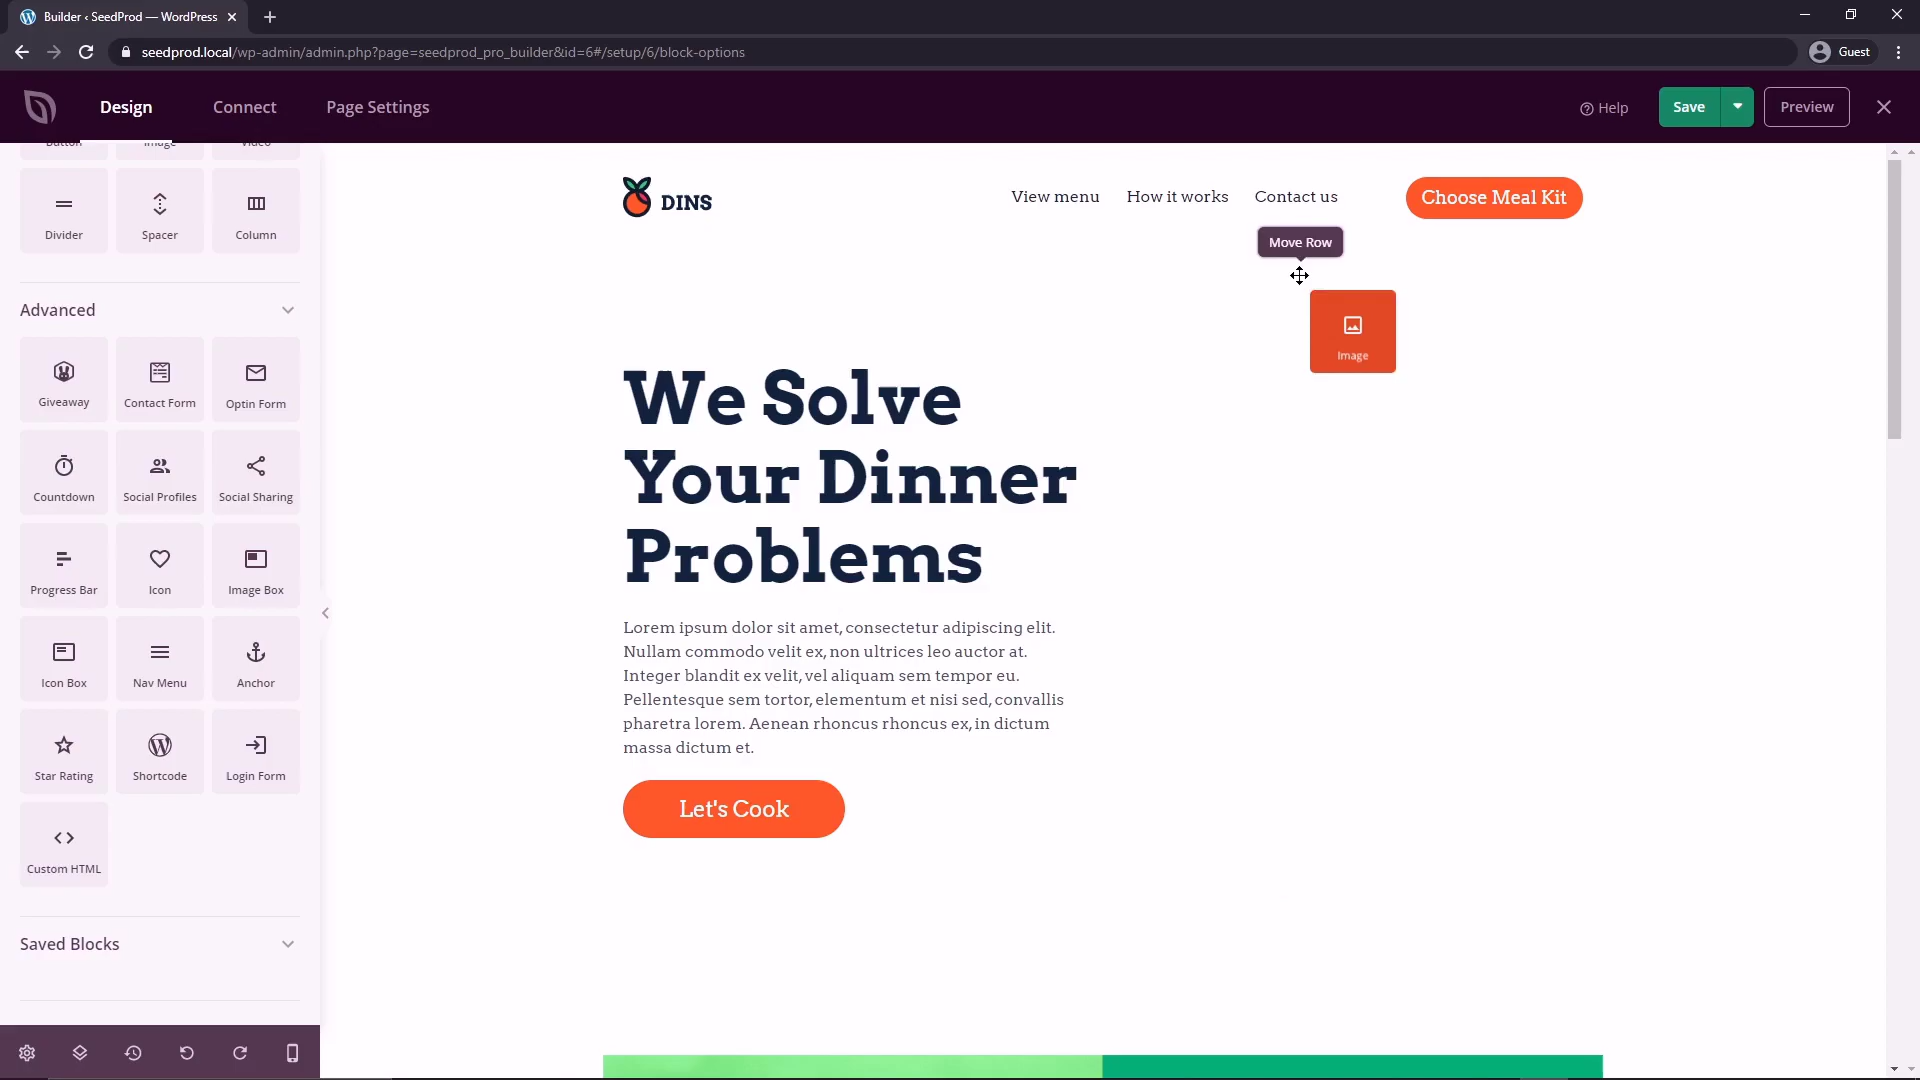 Builder ‹ SeedProd — WordPress
seedprod.local/wp-admin/admin.php?page=seedprod_pro_builder&id=6#/setup/6/block-options
Guest
Design
Connect
Page Settings
Help
Save
Preview
Button
Image
Video
Divider
Spacer
Column
Advanced
Giveaway
Contact Form
Optin Form
Countdown
Social Profiles
Social Sharing
Progress Bar
Icon
Image Box
Icon Box
Nav Menu
Anchor
Star Rating
Shortcode
Login Form
Custom HTML
Saved Blocks
DINS
View menu
How it works
Contact us
Choose Meal Kit
Move Row
Image
We Solve
Your Dinner
Problems
Lorem ipsum dolor sit amet, consectetur adipiscing elit.
Nullam commodo velit ex, non ultrices leo auctor at.
Integer blandit ex velit, vel aliquam sem tempor eu.
Pellentesque sem tortor, elementum et nisi sed, convallis
pharetra lorem. Aenean rhoncus rhoncus ex, in dictum
massa dictum et.
Let's Cook